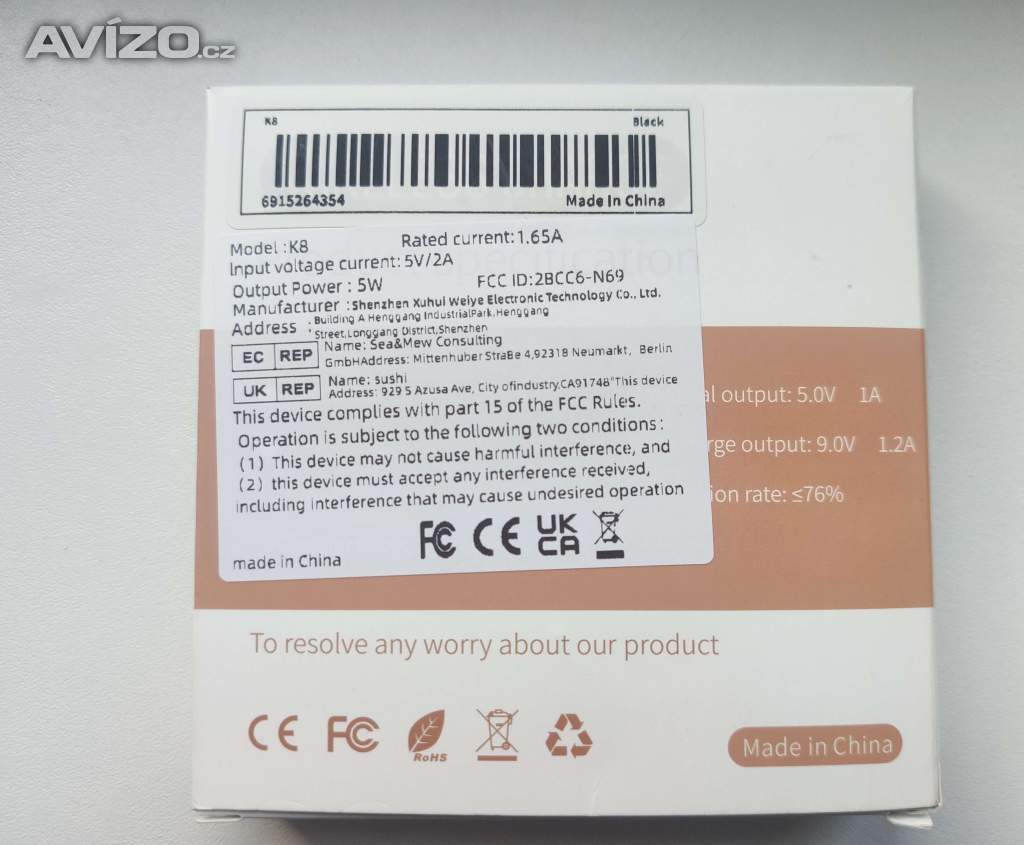 AVÍZO.cz
K8 Black
6915264354 Made In China
Model :K8 Rated current:1.65A
Input voltage current: 5V/2A
Output Power : 5W FCC ID:2BCC6-N69
Manufacturer :Shenzhen Xuhui Weiye Electronic Technology Co., Ltd.
Address : Building A Henggang IndustrialPark,Henggang
Street,Longgang District,Shenzhen
EC REP Name: Sea&Mew Consulting
GmbHAddress: Mittenhuber StraBe 4,92318 Neumarkt, Berlin
UK REP Name: sushi
Address: 929 S Azusa Ave, City ofindustry.CA91748"This device
This device complies with part 15 of the FCC Rules.
Operation is subject to the following two conditions:
(1) This device may not cause harmful interference, and
(2) this device must accept any interference received,
including interference that may cause undesired operation
FC CE UK CA
made in China
output: 5.0V 1A
output: 9.0V 1.2A
rate: ≤76%
To resolve any worry about our product
CE FC RoHS
Made in China